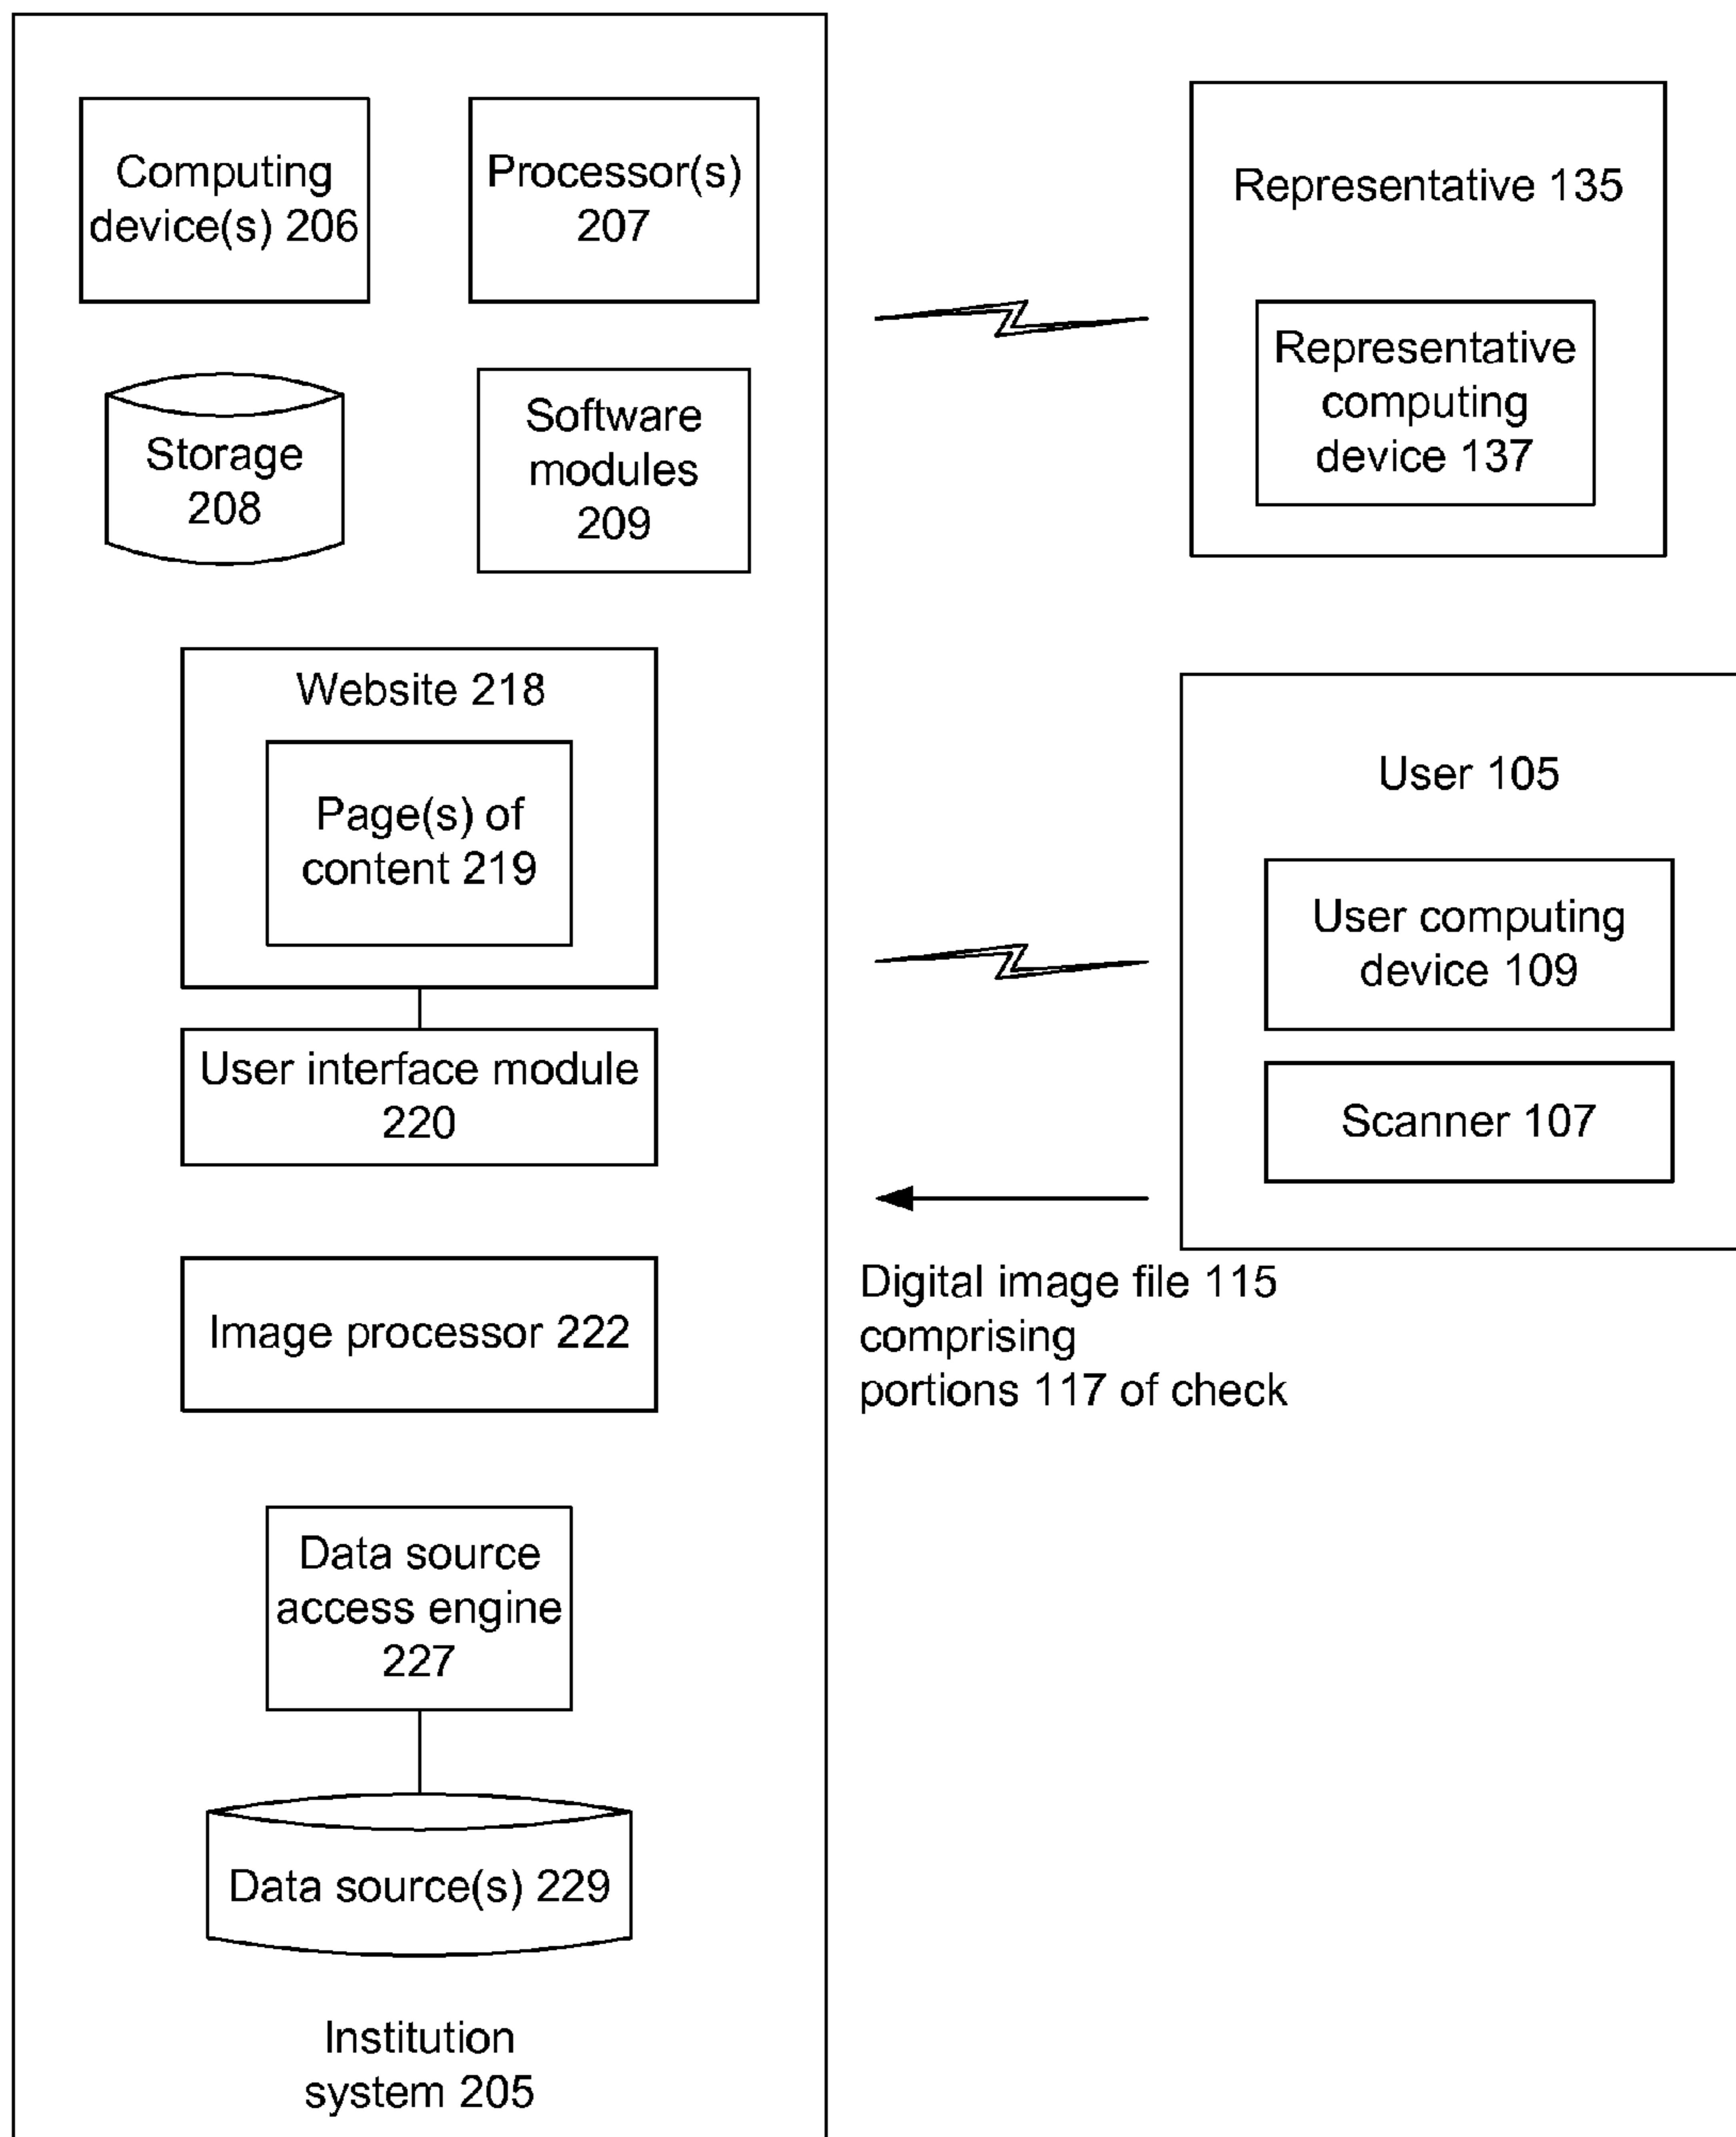 Computing
device(s) 206
Processor(s)
207
Storage
208
Software
modules
209
Website 218
Page(s) of
content 219
User interface module
220
Image processor 222
Data source
access engine
227
Data source(s) 229
Institution
system 205
Representative 135
Representative
computing
device 137
User 105
User computing
device 109
Scanner 107
Digital image file 115
comprising
portions 117 of check